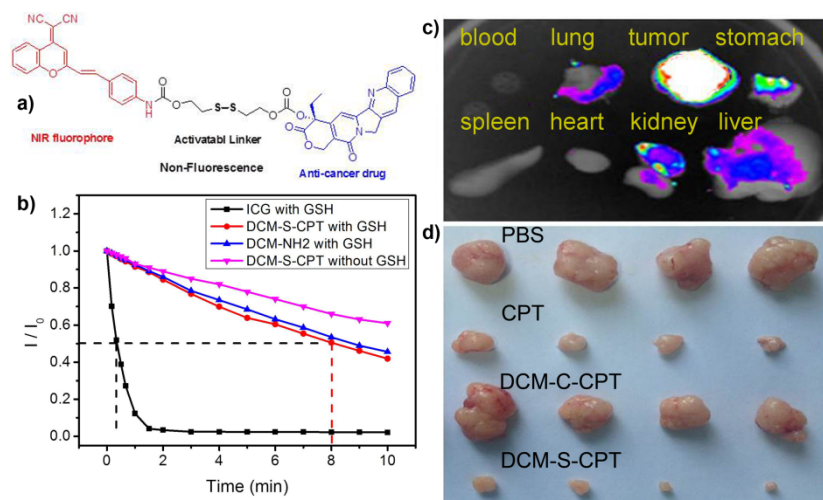 a)
NC CN
O
N
H
O
O
S–S
O
O
O
O
O
N
N
O
O
NIR fluorophore
Activatabl Linker
Non-Fluorescence
Anti-cancer drug
b)
ICG with GSH
DCM-S-CPT with GSH
DCM-NH2 with GSH
DCM-S-CPT without GSH
I / I0
1.2
1.0
0.8
0.6
0.4
0.2
0.0
0 2 4 6 8 10
Time (min)
c)
blood lung tumor stomach
spleen heart kidney liver
d)
PBS
CPT
DCM-C-CPT
DCM-S-CPT